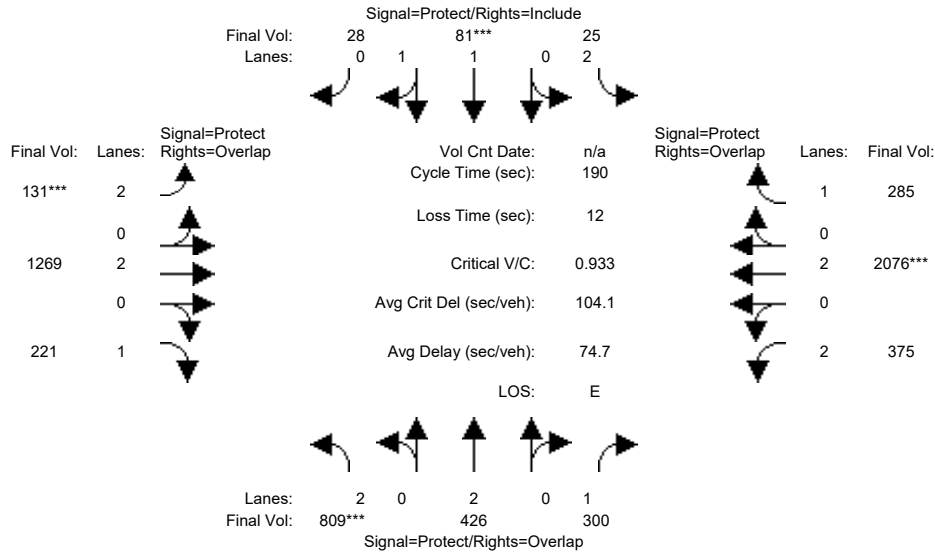 Signal=Protect/Rights=Include
Final Vol: 28 81*** 25
Lanes: 0 1 1 0 2
Signal=Protect Signal=Protect
Final Vol: Lanes: Rights=Overlap Vol Cnt Date: n/a Rights=Overlap Lanes: Final Vol:
Cycle Time (sec): 190
131*** 2 1 285
Loss Time (sec): 12
0 0
1269 2 Critical V/C: 0.933 2 2076***
0 Avg Crit Del (sec/veh): 104.1 0
221 1 Avg Delay (sec/veh): 74.7 2 375
LOS: E
Lanes: 2 0 2 0 1
Final Vol: 809*** 426 300
Signal=Protect/Rights=Overlap